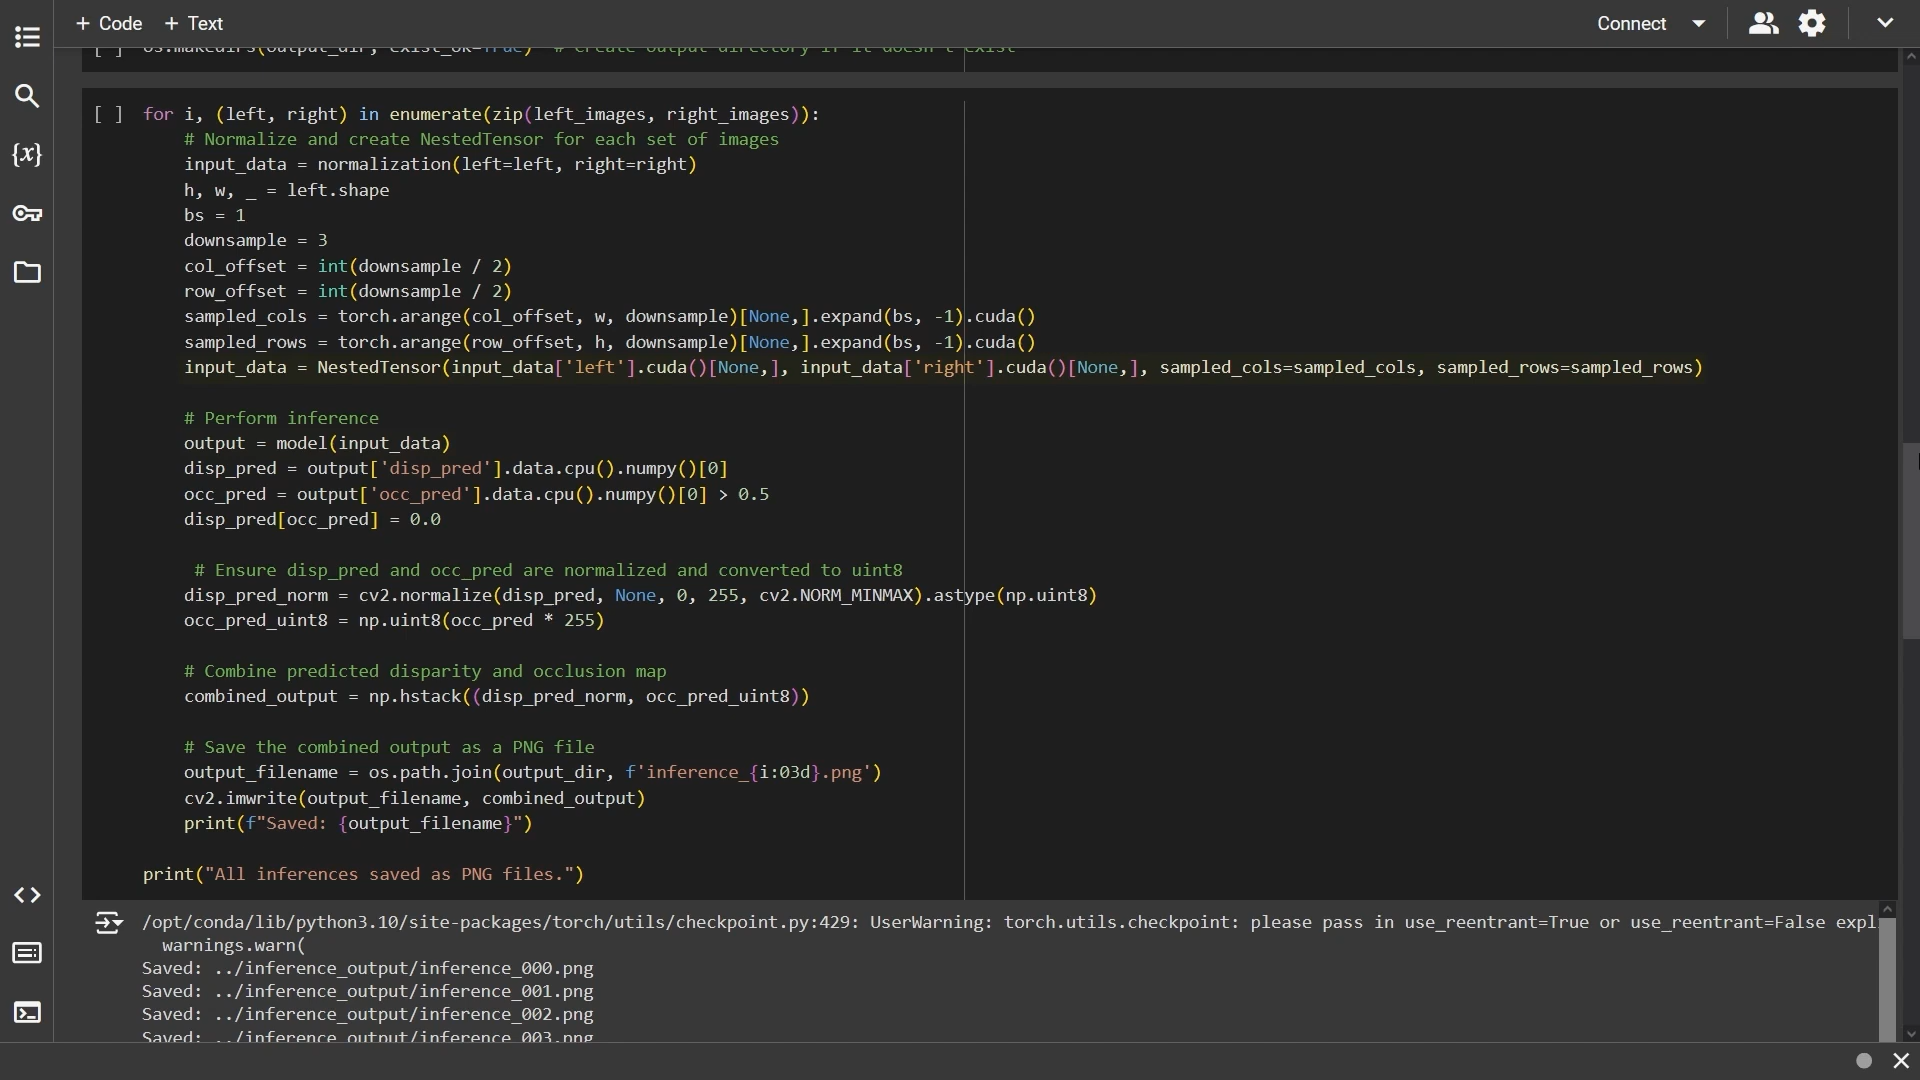 + Code + Text Connect
[ ] os.makedirs(output_dir, exist_ok=True) # Create output directory if it doesn't exist
[ ] for i, (left, right) in enumerate(zip(left_images, right_images)):
# Normalize and create NestedTensor for each set of images
input_data = normalization(left=left, right=right)
h, w, _ = left.shape
bs = 1
downsample = 3
col_offset = int(downsample / 2)
row_offset = int(downsample / 2)
sampled_cols = torch.arange(col_offset, w, downsample)[None,].expand(bs, -1).cuda()
sampled_rows = torch.arange(row_offset, h, downsample)[None,].expand(bs, -1).cuda()
input_data = NestedTensor(input_data['left'].cuda()[None,], input_data['right'].cuda()[None,], sampled_cols=sampled_cols, sampled_rows=sampled_rows)
# Perform inference
output = model(input_data)
disp_pred = output['disp_pred'].data.cpu().numpy()[0]
occ_pred = output['occ_pred'].data.cpu().numpy()[0] > 0.5
disp_pred[occ_pred] = 0.0
# Ensure disp_pred and occ_pred are normalized and converted to uint8
disp_pred_norm = cv2.normalize(disp_pred, None, 0, 255, cv2.NORM_MINMAX).astype(np.uint8)
occ_pred_uint8 = np.uint8(occ_pred * 255)
# Combine predicted disparity and occlusion map
combined_output = np.hstack((disp_pred_norm, occ_pred_uint8))
# Save the combined output as a PNG file
output_filename = os.path.join(output_dir, f'inference_{i:03d}.png')
cv2.imwrite(output_filename, combined_output)
print(f"Saved: {output_filename}")
print("All inferences saved as PNG files.")
/opt/conda/lib/python3.10/site-packages/torch/utils/checkpoint.py:429: UserWarning: torch.utils.checkpoint: please pass in use_reentrant=True or use_reentrant=False expl
warnings.warn(
Saved: ../inference_output/inference_000.png
Saved: ../inference_output/inference_001.png
Saved: ../inference_output/inference_002.png
Saved: ../inference_output/inference_003.png